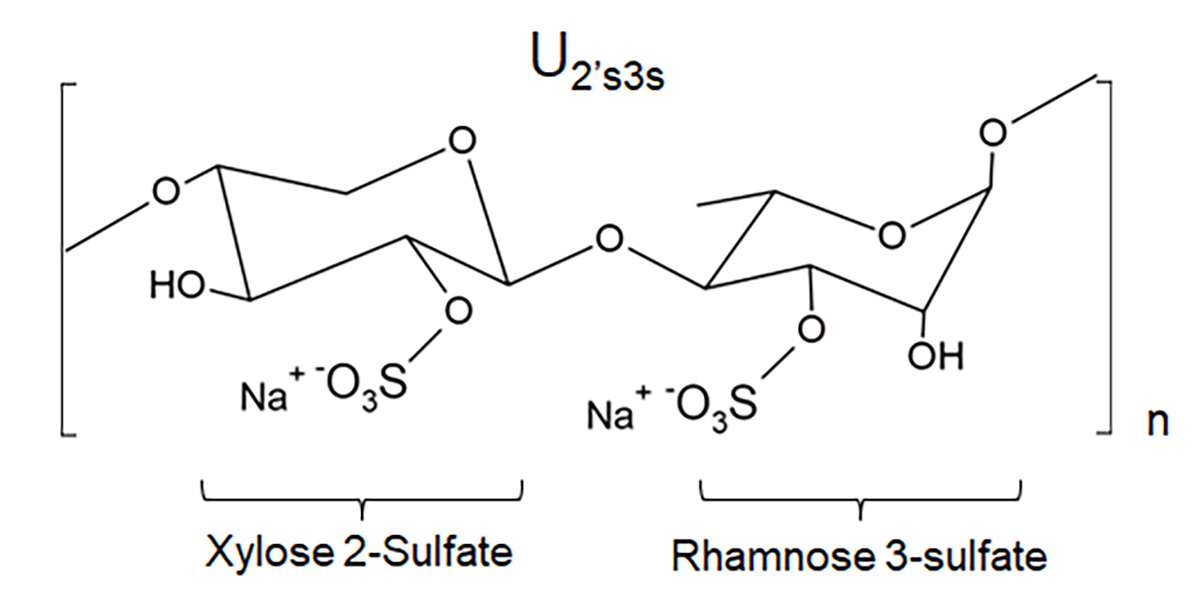 U2's3s
O
O
O
O
O
HO
O
O
OH
Na+ -O3S
Na+ -O3S
n
Xylose 2-Sulfate
Rhamnose 3-sulfate